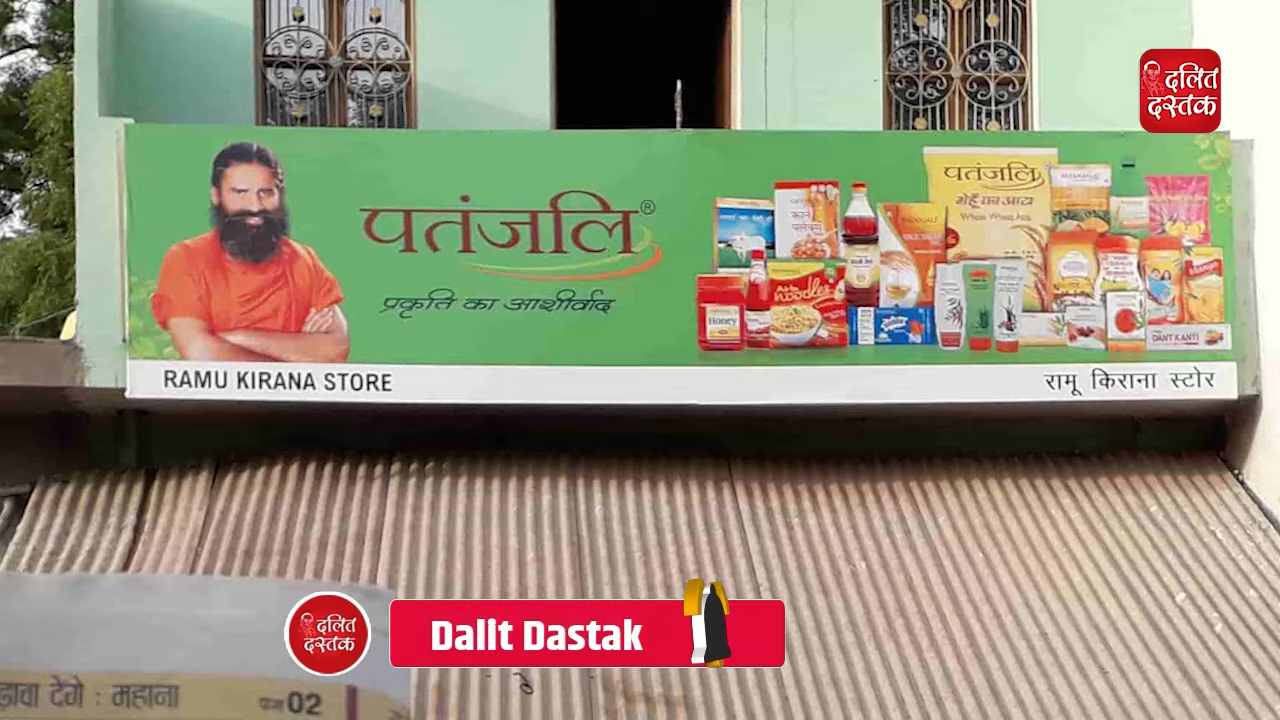 दलित
दस्तक
पतंजलि®
प्रकृति का आशीर्वाद
पतंजलि
गेहूँ का आटा
Whole Wheat Atta
noodles
Honey
DANT KANTI
RAMU KIRANA STORE
रामू किराना स्टोर
दलित
दस्तक
Dalit Dastak
ढ़ावा देगे : महाना
पेज 02